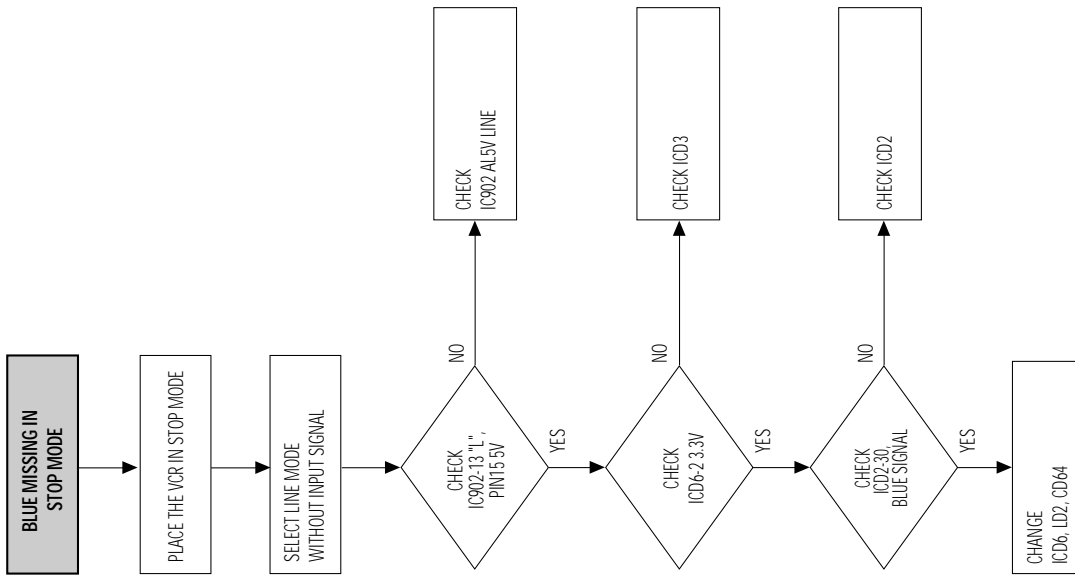 BLUE MISSING IN
STOP MODE
PLACE THE VCR IN STOP MODE
SELECT LINE MODE
WITHOUT INPUT SIGNAL
CHECK
IC902-13 "L",
PIN15 5V
NO
CHECK
IC902 AL5V LINE
YES
CHECK
ICD6-2 3.3V
NO
CHECK ICD3
YES
CHECK
ICD2-30,
BLUE SIGNAL
NO
CHECK ICD2
YES
CHANGE
ICD6, LD2, CD64